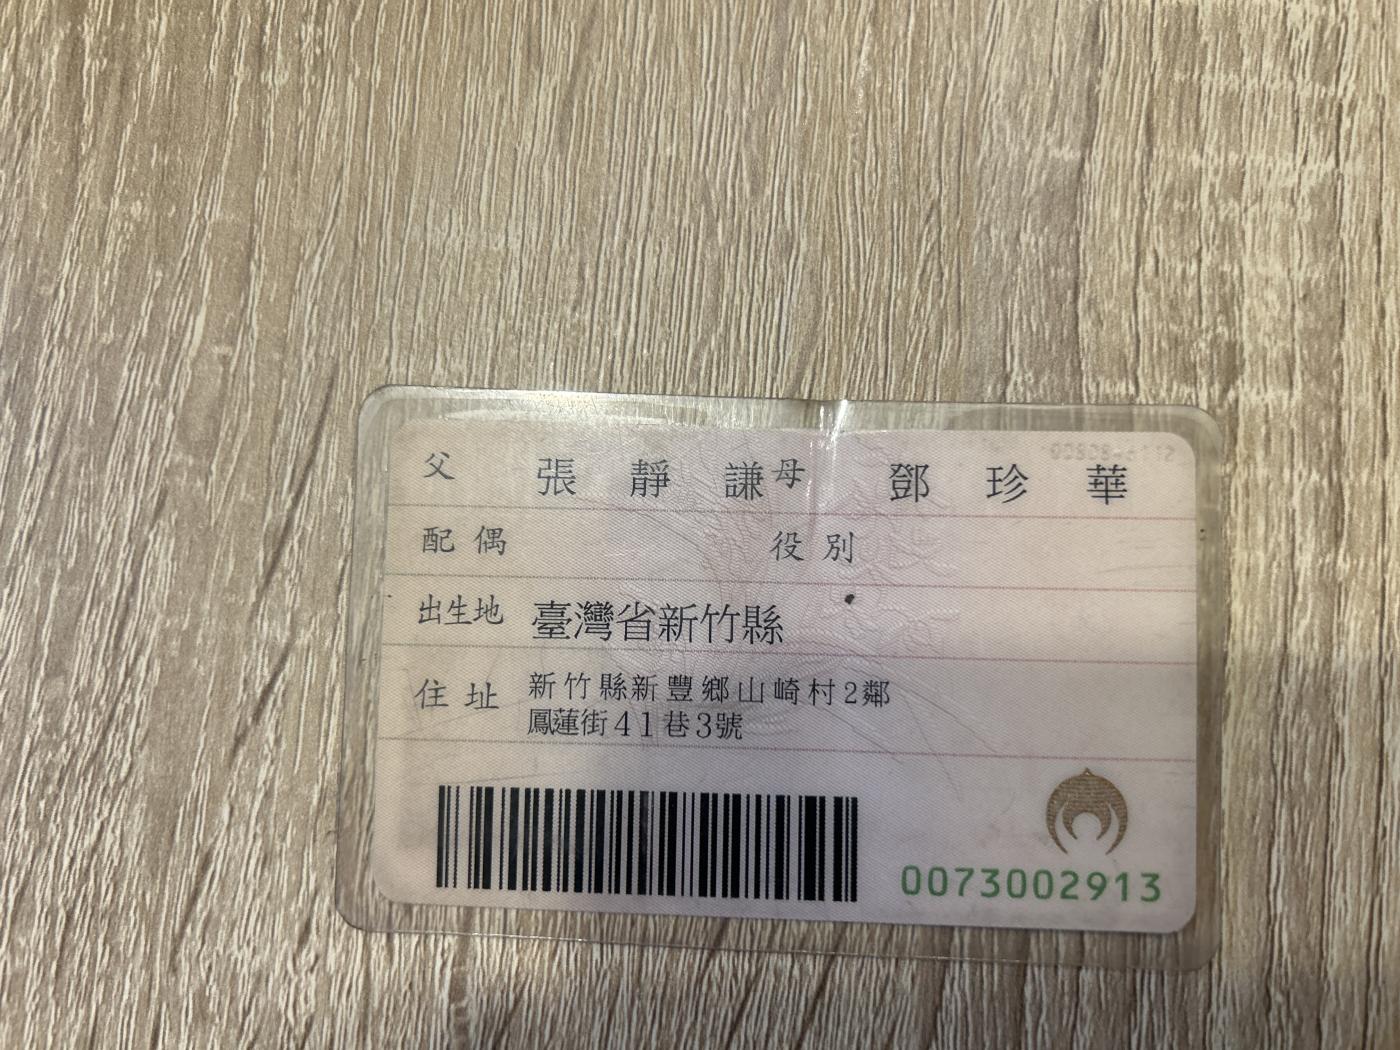 父 張靜謙 母 鄧珍華
配偶 役別
出生地 臺灣省新竹縣
住址 新竹縣新豐鄉山崎村2鄰
鳳蓮街41巷3號
0073002913